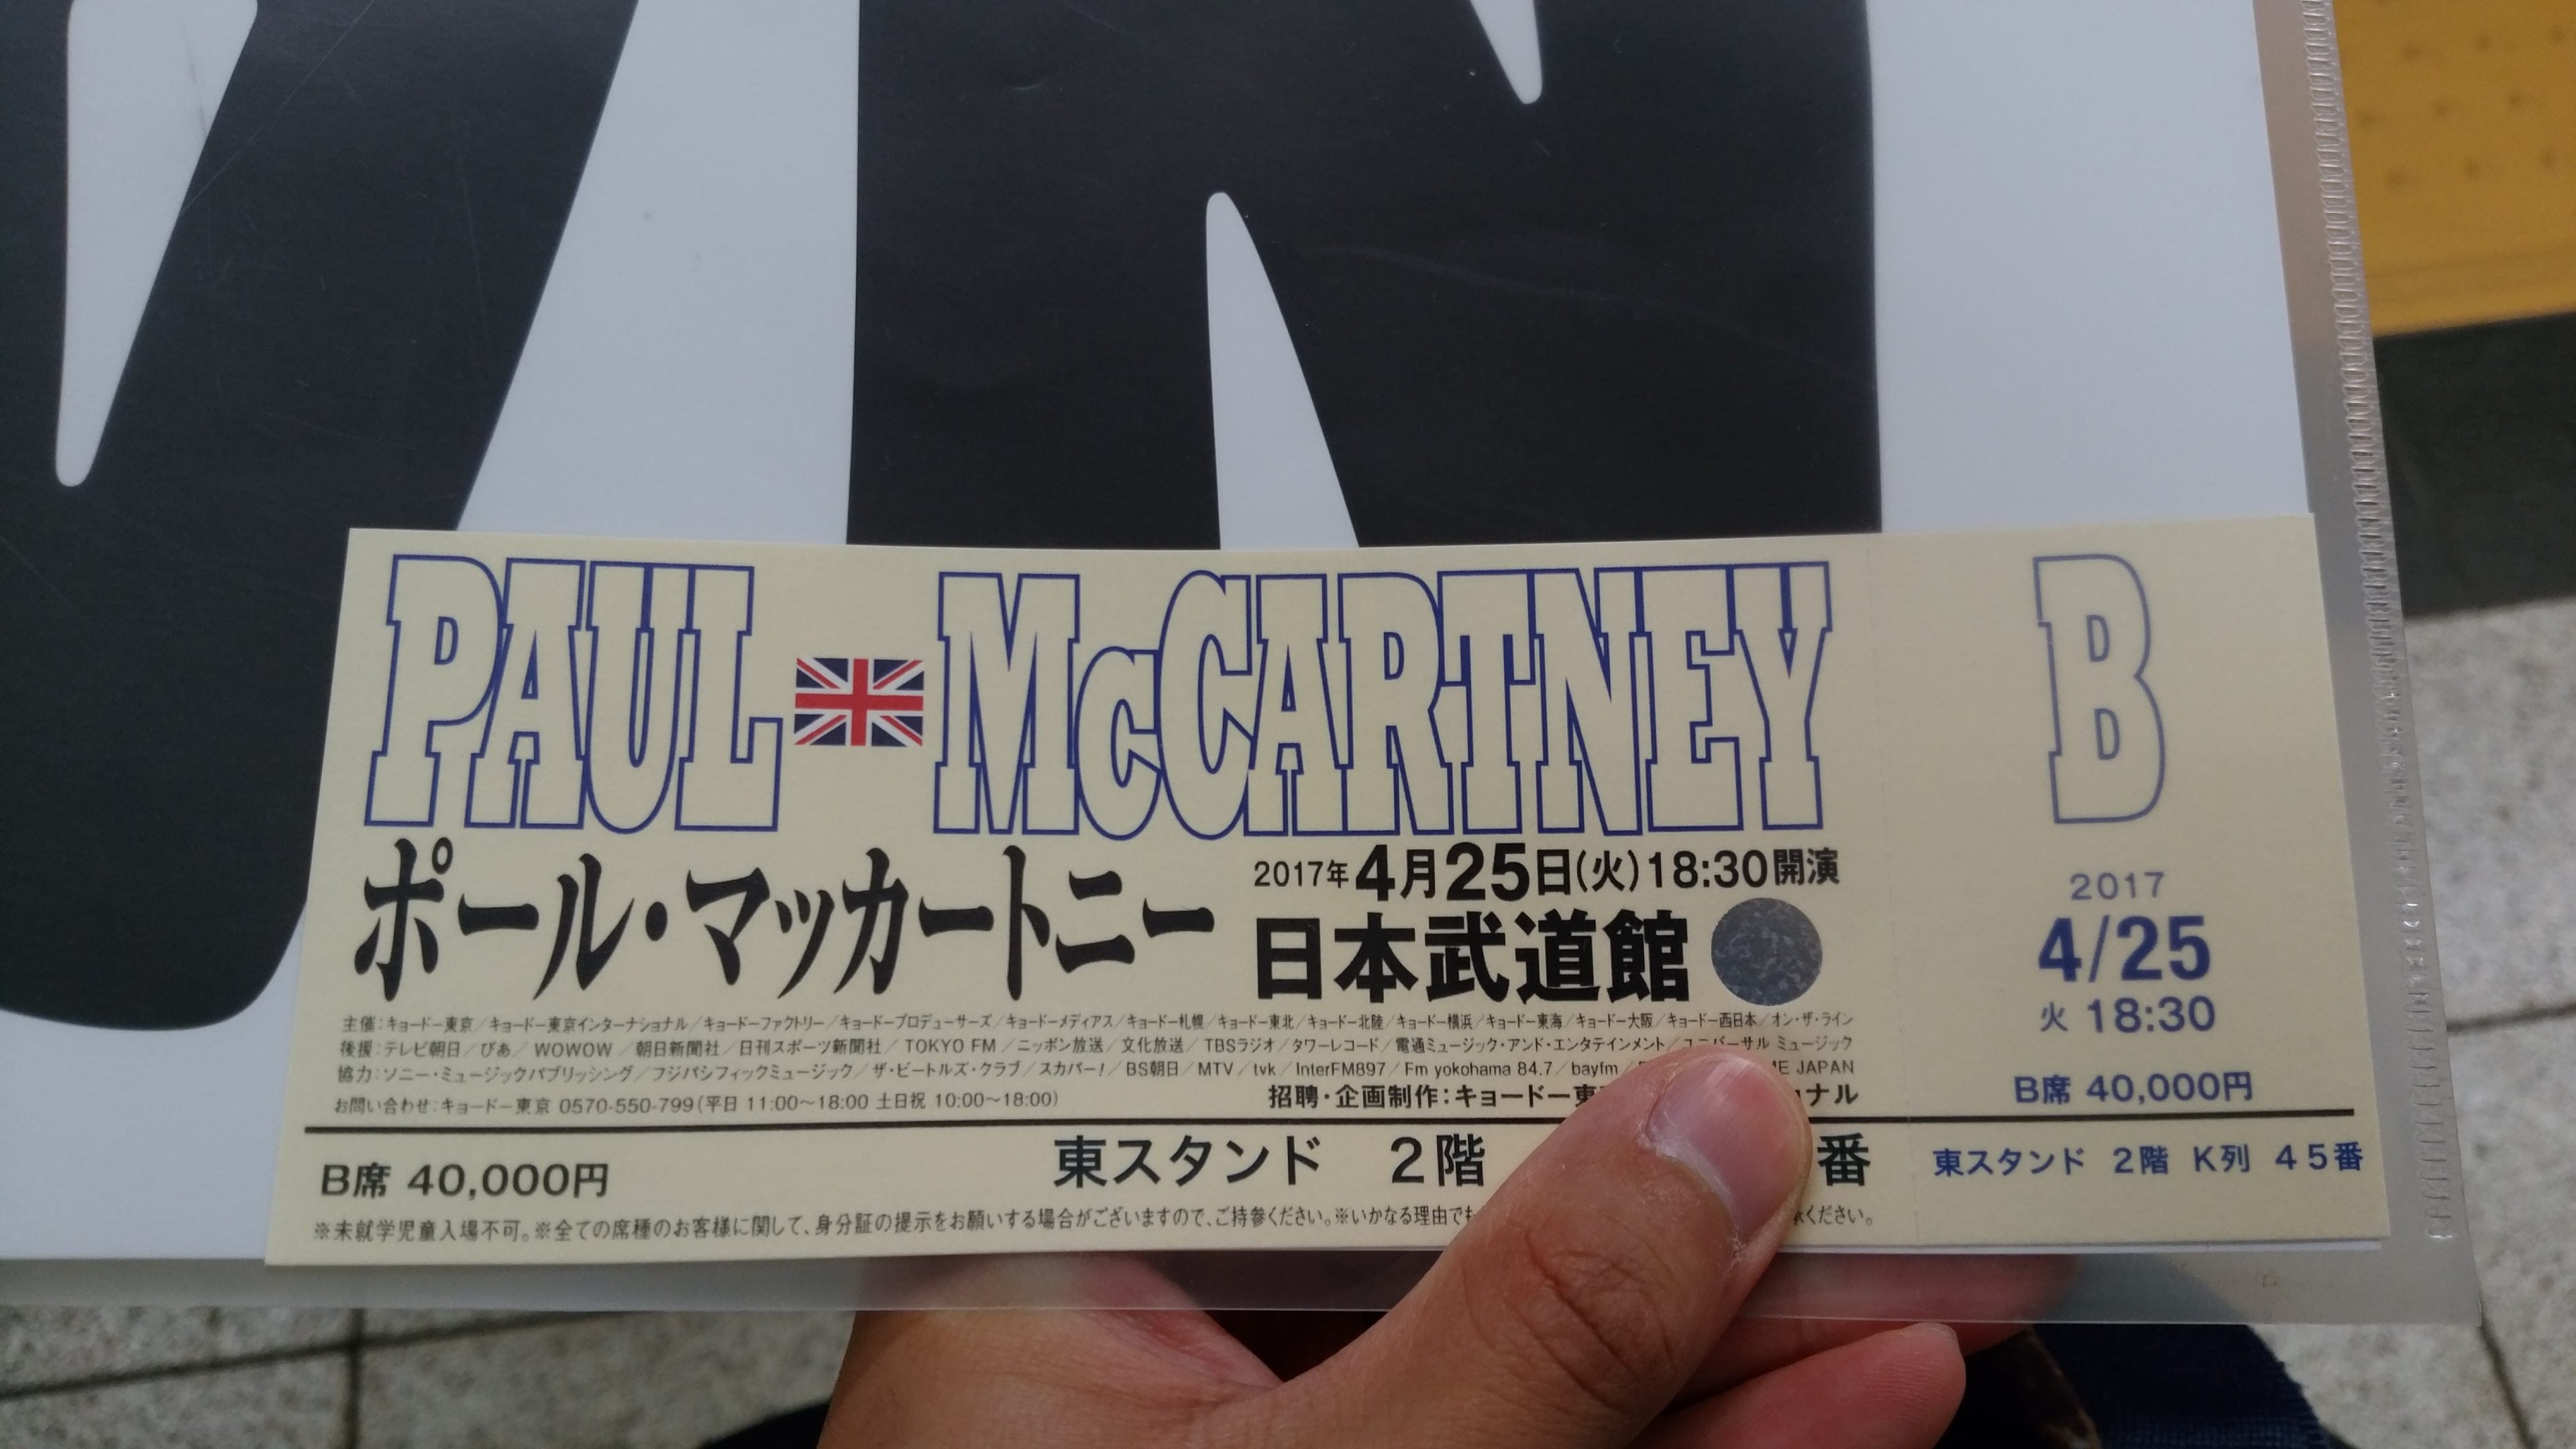 PAUL McCARTNEY
ポール・マッカートニー
2017年4月25日(火)18:30開演
日本武道館
主催:キョードー東京/キョードー東京インターナショナル/キョードーファクトリー/キョードープロデューサーズ/キョードーメディアス/キョードー札幌/キョードー東北/キョードー北陸/キョードー横浜/キョードー東海/キョードー大阪/キョードー西日本/オン・ザ・ライン
後援:テレビ朝日/ぴあ/WOWOW/朝日新聞社/日刊スポーツ新聞社/TOKYO FM/ニッポン放送/文化放送/TBSラジオ/タワーレコード/電通ミュージック・アンド・エンタテインメント/ユニバーサル ミュージック
協力:ソニー・ミュージックパブリッシング/フジパシフィックミュージック/ザ・ビートルズ・クラブ/スカパー!/BS朝日/MTV/tvk/InterFM897/Fm yokohama 84.7/bayfm/ JAPAN
お問い合わせ:キョードー東京 0570-550-799(平日 11:00〜18:00 土日祝 10:00〜18:00)
招聘・企画制作:キョードー東 ナル
B席 40,000円
東スタンド 2階 番
※未就学児童入場不可。※全ての席種のお客様に関して、身分証の提示をお願いする場合がございますので、ご持参ください。※いかなる理由でも ください。
B
2017
4/25
火 18:30
B席 40,000円
東スタンド 2階 K列 45番